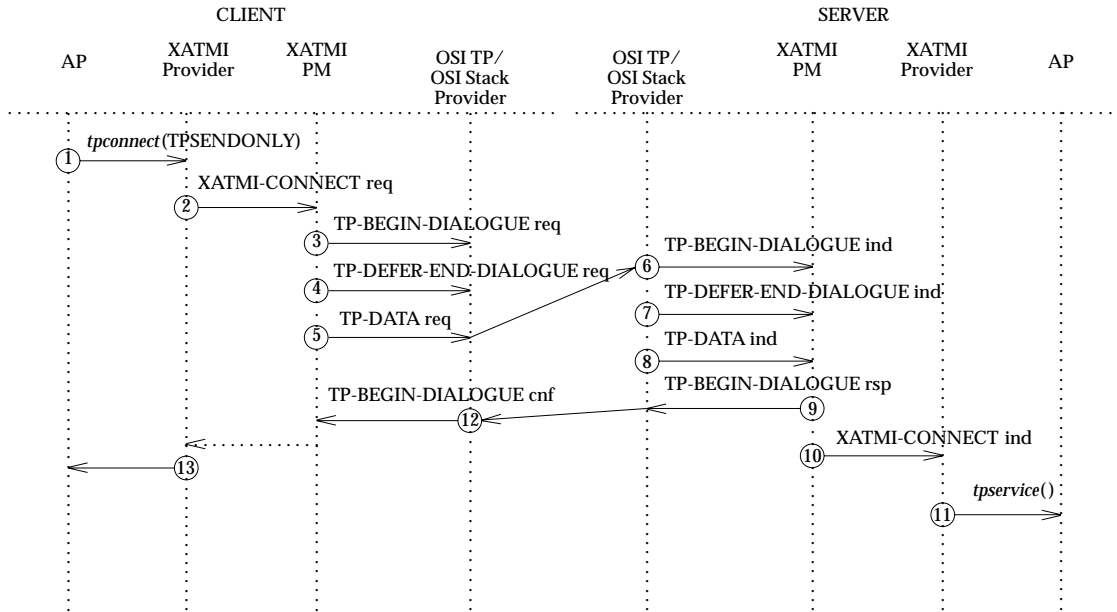 CLIENT SERVER
AP XATMI Provider XATMI PM OSI TP/ OSI Stack Provider OSI TP/ OSI Stack Provider XATMI PM XATMI Provider AP
tpconnect(TPSENDONLY)
1
XATMI-CONNECT req
2
TP-BEGIN-DIALOGUE req
3
TP-BEGIN-DIALOGUE ind
6
TP-DEFER-END-DIALOGUE req
4
TP-DEFER-END-DIALOGUE ind
7
TP-DATA req
5
TP-DATA ind
8
TP-BEGIN-DIALOGUE rsp
9
TP-BEGIN-DIALOGUE cnf
12
XATMI-CONNECT ind
10
13
tpservice()
11